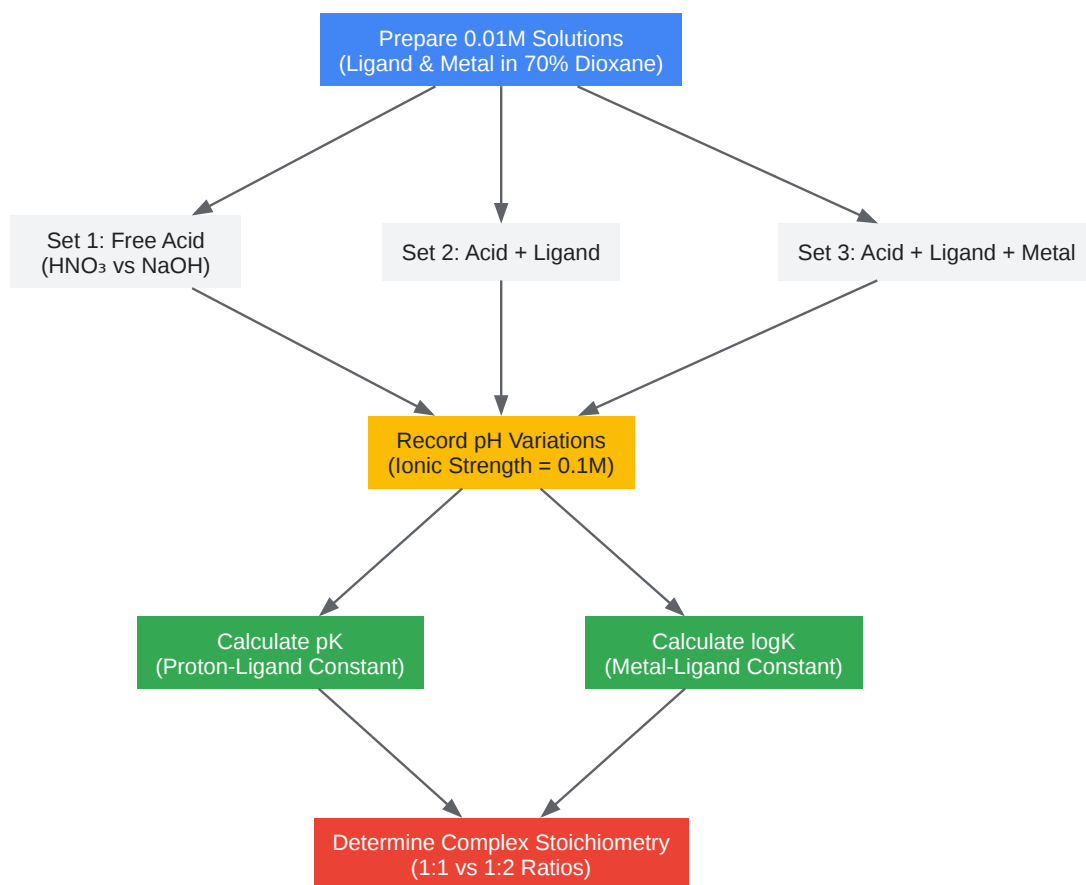 Prepare 0.01M Solutions
(Ligand & Metal in 70% Dioxane)
Set 1: Free Acid
(HNO₃ vs NaOH)
Set 2: Acid + Ligand
Set 3: Acid + Ligand + Metal
Record pH Variations
(Ionic Strength = 0.1M)
Calculate pK
(Proton-Ligand Constant)
Calculate logK
(Metal-Ligand Constant)
Determine Complex Stoichiometry
(1:1 vs 1:2 Ratios)